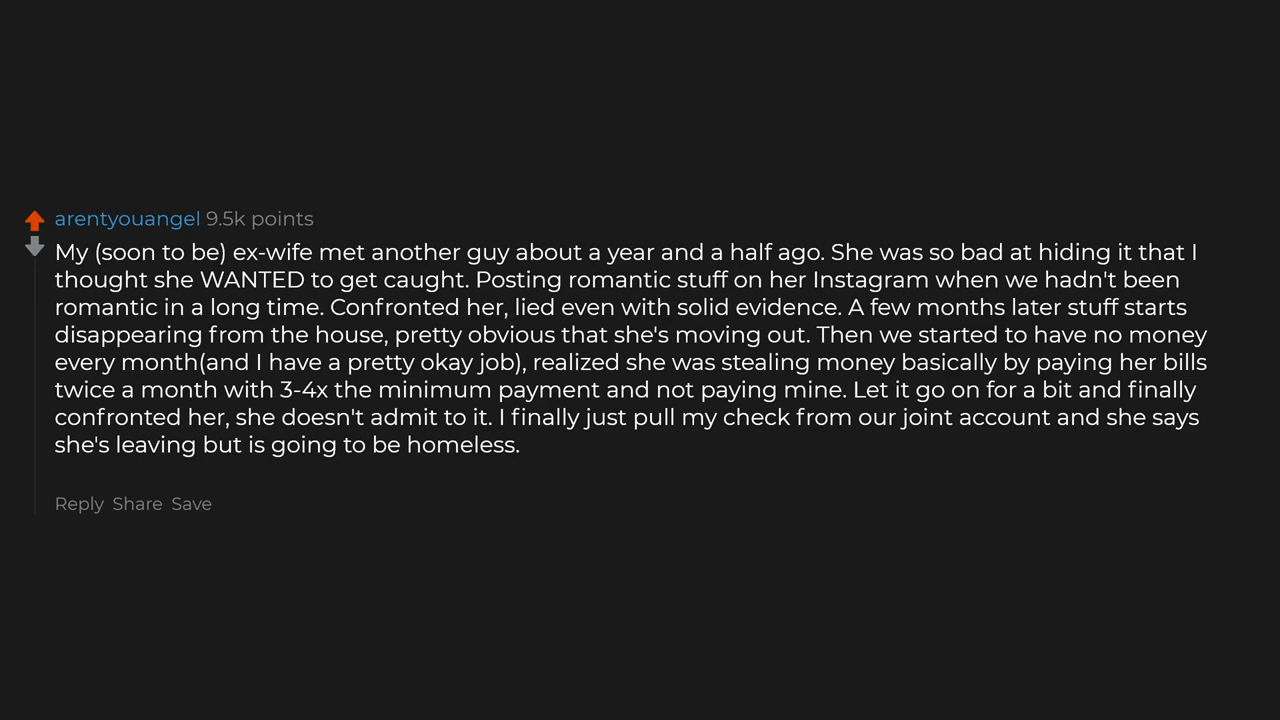 arentyouangel 9.5k points
My (soon to be) ex-wife met another guy about a year and a half ago. She was so bad at hiding it that I
thought she WANTED to get caught. Posting romantic stuff on her Instagram when we hadn't been
romantic in a long time. Confronted her, lied even with solid evidence. A few months later stuff starts
disappearing from the house, pretty obvious that she's moving out. Then we started to have no money
every month(and I have a pretty okay job), realized she was stealing money basically by paying her bills
twice a month with 3-4x the minimum payment and not paying mine. Let it go on for a bit and finally
confronted her, she doesn't admit to it. I finally just pull my check from our joint account and she says
she's leaving but is going to be homeless.
Reply Share Save